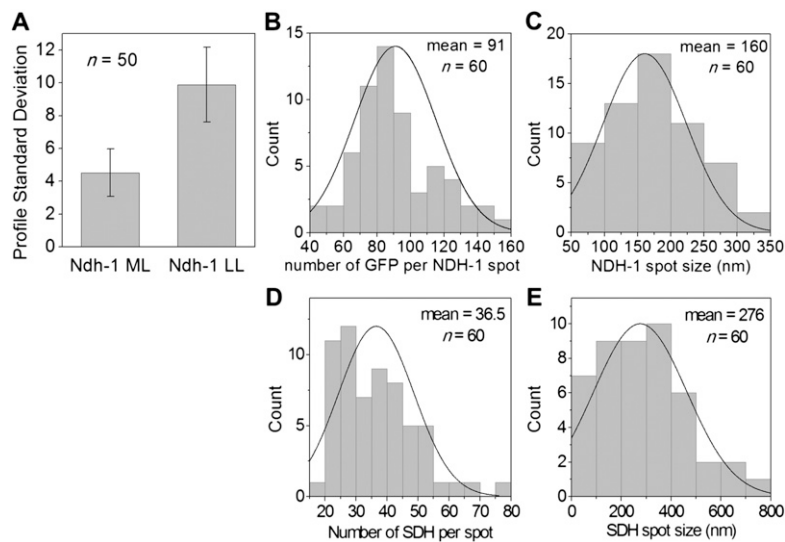 A
Profile Standard Deviation
n = 50
12
10
8
6
4
2
0
Ndh-1 ML Ndh-1 LL
B
Count
mean = 91
n = 60
15
10
5
0
40 60 80 100 120 140 160
number of GFP per NDH-1 spot
C
Count
mean = 160
n = 60
20
15
10
5
0
50 100 150 200 250 300 350
NDH-1 spot size (nm)
D
Count
mean = 36.5
n = 60
10
5
0
20 30 40 50 60 70 80
Number of SDH per spot
E
Count
mean = 276
n = 60
10
8
6
4
2
0
0 200 400 600 800
SDH spot size (nm)